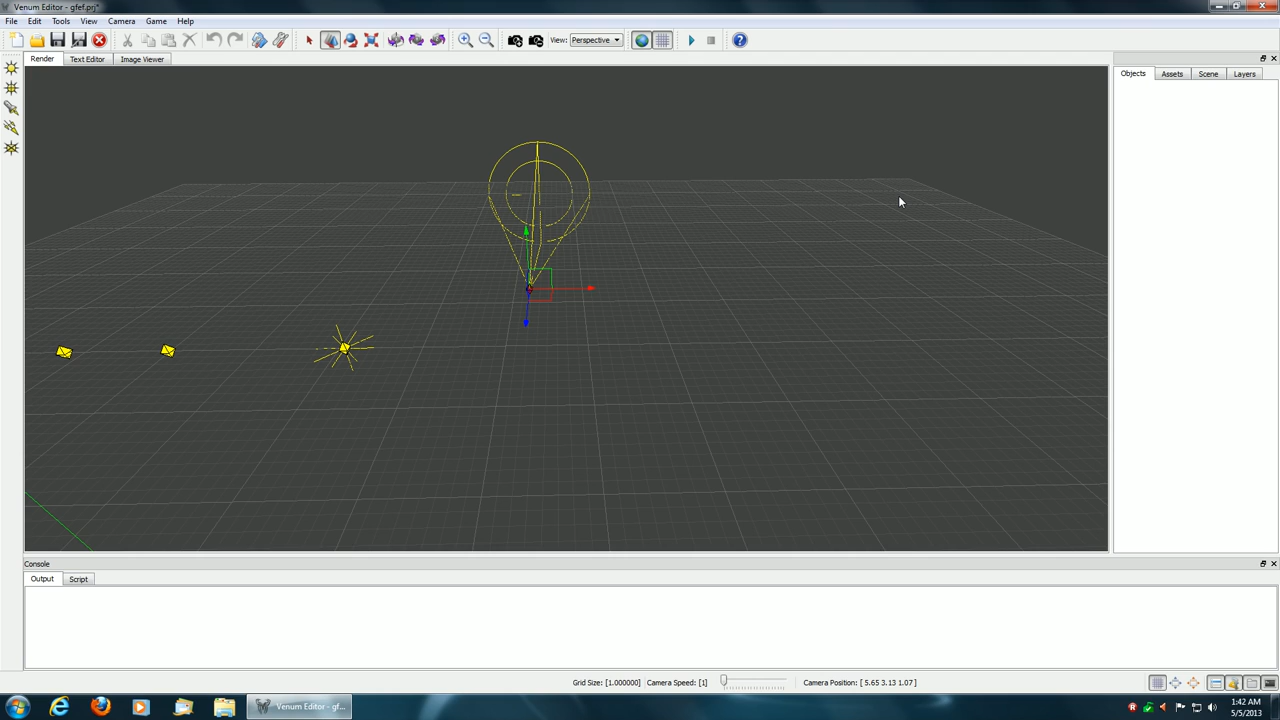 Venum Editor - gfef.prj*
File Edit Tools View Camera Game Help
View: Perspective
Render Text Editor Image Viewer
Objects Assets Scene Layers
Console
Output Script
Grid Size: [1.000000] Camera Speed: [1] Camera Position: [ 5.65 3.13 1.07 ]
Venum Editor - gf...
1:42 AM
5/5/2013